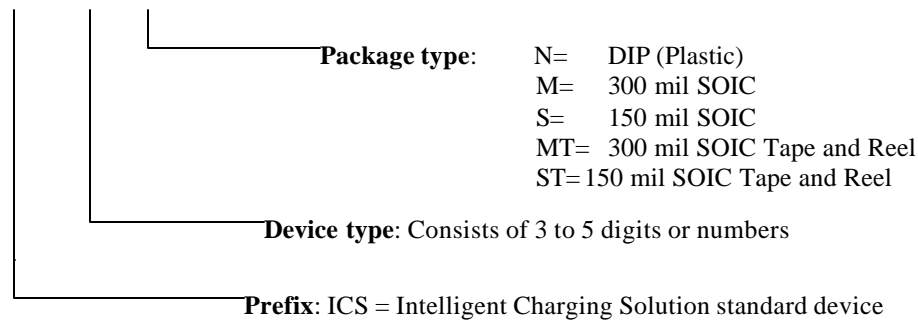 Package type: N= DIP (Plastic)
M= 300 mil SOIC
S= 150 mil SOIC
MT= 300 mil SOIC Tape and Reel
ST= 150 mil SOIC Tape and Reel
Device type: Consists of 3 to 5 digits or numbers
Prefix: ICS = Intelligent Charging Solution standard device